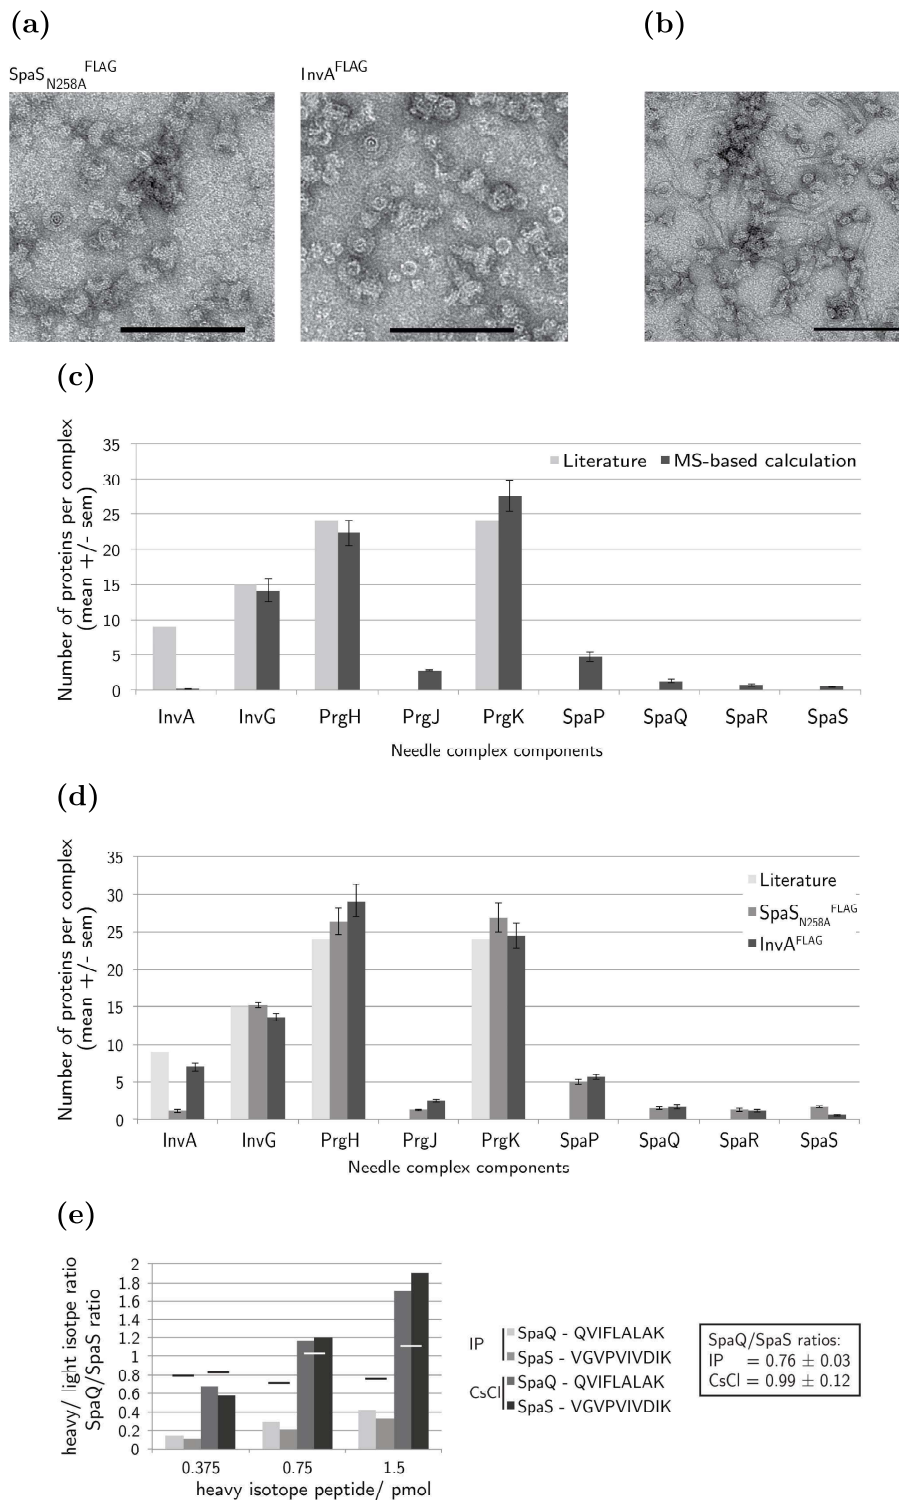 (a)
(b)
SpaS N258A FLAG
InvA FLAG
(c)
Number of proteins per complex
(mean +/- sem)
35
30
25
20
15
10
5
0
Literature
MS-based calculation
InvA InvG PrgH PrgJ PrgK SpaP SpaQ SpaR SpaS
Needle complex components
(d)
Number of proteins per complex
(mean +/- sem)
35
30
25
20
15
10
5
0
Literature
SpaS N258A FLAG
InvA FLAG
InvA InvG PrgH PrgJ PrgK SpaP SpaQ SpaR SpaS
Needle complex components
(e)
heavy/ light isotpe ratio
SpaQ/SpaS ratio
2
1.8
1.6
1.4
1.2
1
0.8
0.6
0.4
0.2
0
0.375 0.75 1.5
heavy isotope peptide/ pmol
IP
SpaQ - QVIFLALAK
SpaS - VGVPVIVDIK
CsCl
SpaQ - QVIFLALAK
SpaS - VGVPVIVDIK
SpaQ/SpaS ratios:
IP = 0.76 ± 0.03
CsCl = 0.99 ± 0.12